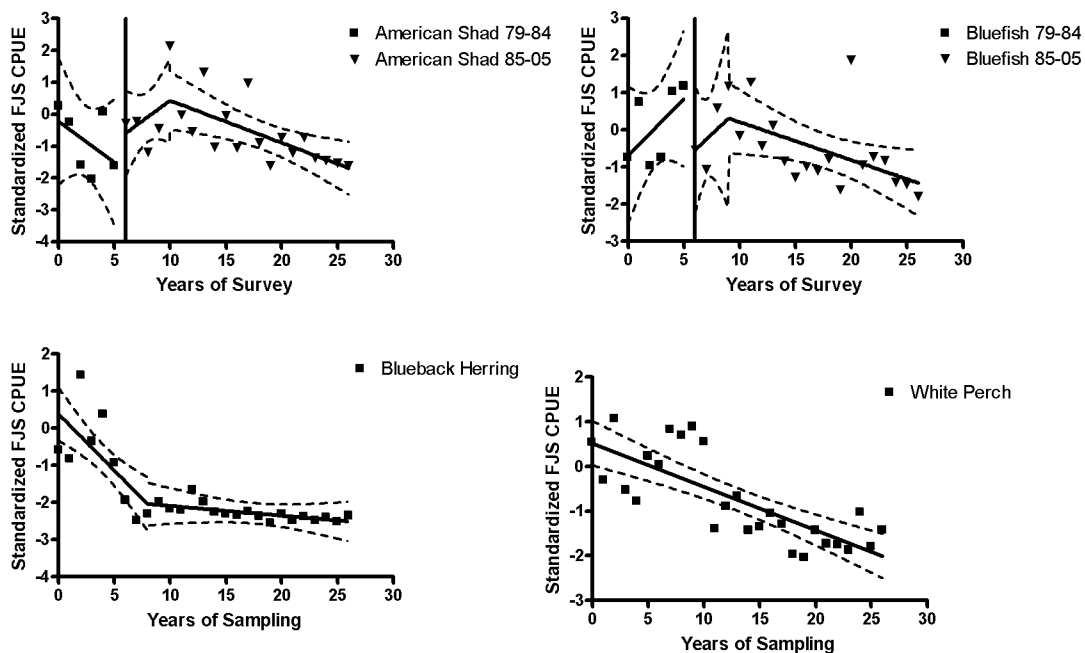 Standardized FJS CPUE
3
2
1
0
-1
-2
-3
-4
0 5 10 15 20 25 30
Years of Survey
American Shad 79-84
American Shad 85-05
Standardized FJS CPUE
3
2
1
0
-1
-2
-3
0 5 10 15 20 25 30
Years of Survey
Bluefish 79-84
Bluefish 85-05
Standardized FJS CPUE
2
1
0
-1
-2
-3
-4
0 5 10 15 20 25 30
Years of Sampling
Blueback Herring
Standardized FJS CPUE
2
1
0
-1
-2
-3
0 5 10 15 20 25 30
Years of Sampling
White Perch